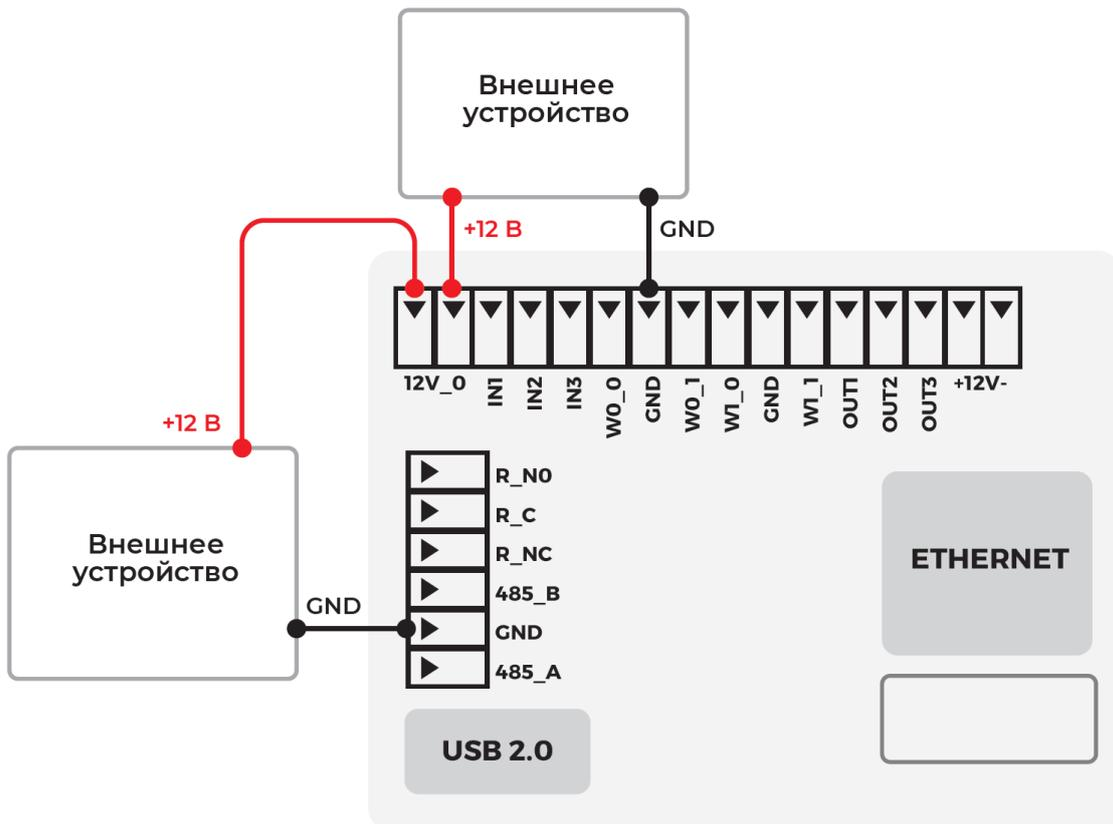 Внешнее
устройство
+12 В
GND
12V_0
IN1
IN2
IN3
W0_0
GND
W0_1
W1_0
GND
W1_1
OUT1
OUT2
OUT3
+12V-
+12 В
Внешнее
устройство
GND
R_N0
R_C
R_NC
485_B
GND
485_A
ETHERNET
USB 2.0